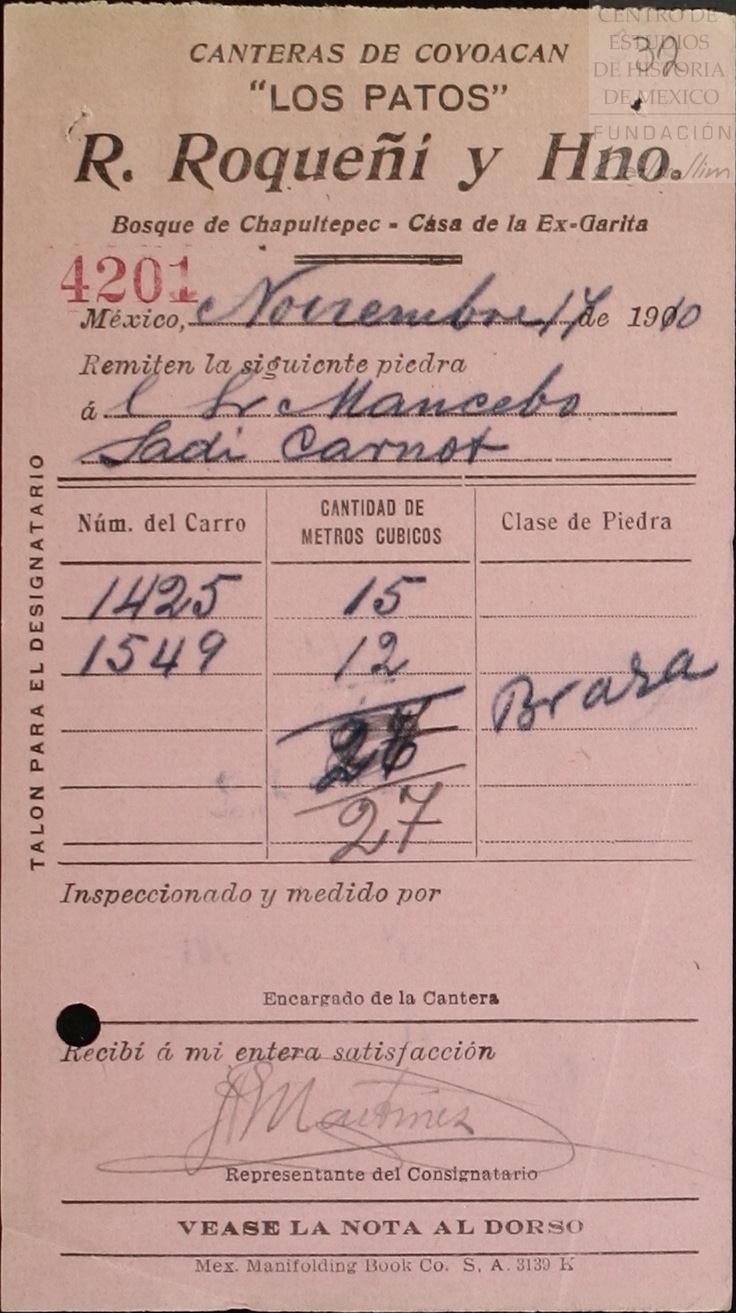 CENTRO DE
ESTUDIOS
DE HISTORIA
DE MEXICO
FUNDACIÓN
32
CANTERAS DE COYOACAN
"LOS PATOS"
R. Roqueñí y Hno.
Bosque de Chapultepec - Casa de la Ex-Garita
4201
México, Noviembre 17 de 1910
Remiten la siguiente piedra
á l Sr Mancebo
Sadi Carnot
TALON PARA EL DESIGNATARIO
Núm. del Carro CANTIDAD DE METROS CUBICOS Clase de Piedra
1425 15
1549 12
Braza
27
Inspeccionado y medido por
Encargado de la Cantera
Recibí á mi entera satisfacción
Martinez
Representante del Consignatario
VEASE LA NOTA AL DORSO
Mex. Manifolding Book Co. S. A. 3139 K